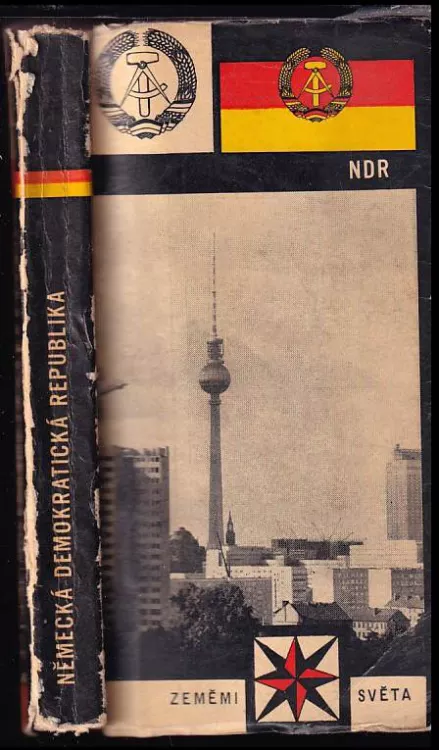 NĚMECKÁ DEMOKRATICKÁ REPUBLIKA
NDR
ZEMĚMI SVĚTA